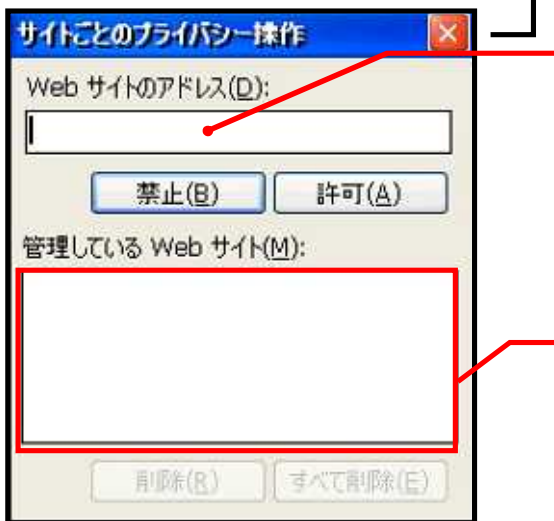 サイトごとのプライバシー操作
Web サイトのアドレス(D):
禁止(B) 許可(A)
管理している Web サイト(M):
削除(R) すべて削除(E)